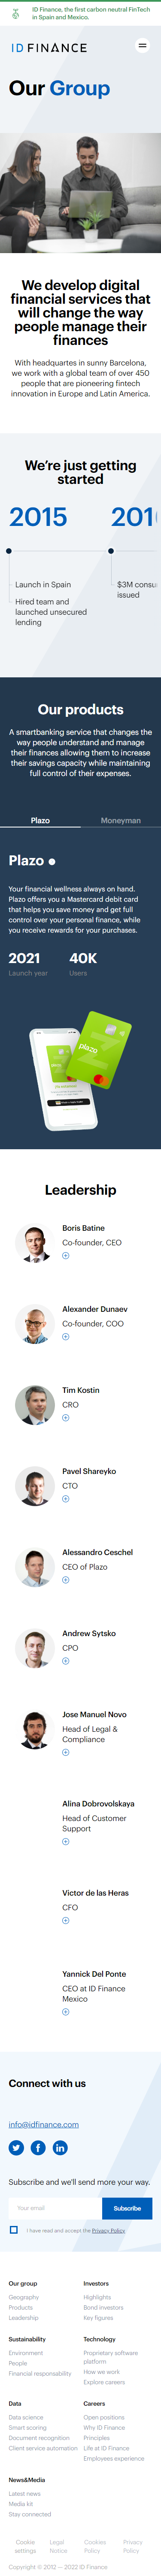 ID Finance, the first carbon neutral FinTech
in Spain and Mexico.
ID FINANCE
Our Group
We develop digital
financial services that
will change the way
people manage their
finances
With headquartes in sunny Barcelona,
we work with a global team of over 450
people that are pioneering fintech
innovation in Europe and Latin America.
We're just getting
started
2015
201
Launch in Spain
Hired team and
launched unsecured
lending
$3M consu
issued
Our products
A smartbanking service that changes the
way people understand and manage
their finances allowing them to increase
their savings capacity while maintaining
full control of their expenses.
Plazo
Moneyman
Plazo
Your financial wellness always on hand.
Plazo offers you a Mastercard debit card
that helps you save money and get full
control over your personal finance, while
you receive rewards for your purchases.
2021
40K
Launch year
Users
plazo
Leadership
Boris Batine
Co-founder, CEO
Alexander Dunaev
Co-founder, COO
Tim Kostin
CRO
Pavel Shareyko
CTO
Alessandro Ceschel
CEO of Plazo
Andrew Sytsko
CPO
Jose Manuel Novo
Head of Legal &
Compliance
Alina Dobrovolskaya
Head of Customer
Support
Victor de las Heras
CFO
Yannick Del Ponte
CEO at ID Finance
Mexico
Connect with us
info@idfinance.com
Subscribe and we'll send more your way.
Your email
Subscribe
I have read and accept the Privacy Policy
Our group
Geography
Products
Leadership
Investors
Highlights
Bond investors
Key figures
Sustainability
Environment
People
Financial responsability
Technology
Proprietary software
platform
How we work
Explore careers
Data
Data science
Smart scoring
Document recognition
Client service automation
Careers
Open positions
Why ID Finance
Principles
Life at ID Finance
Employees experience
News&Media
Latest news
Media kit
Stay connected
Cookie
settings
Legal
Notice
Cookies
Policy
Privacy
Policy
Copyright © 2012 — 2022 ID Finance